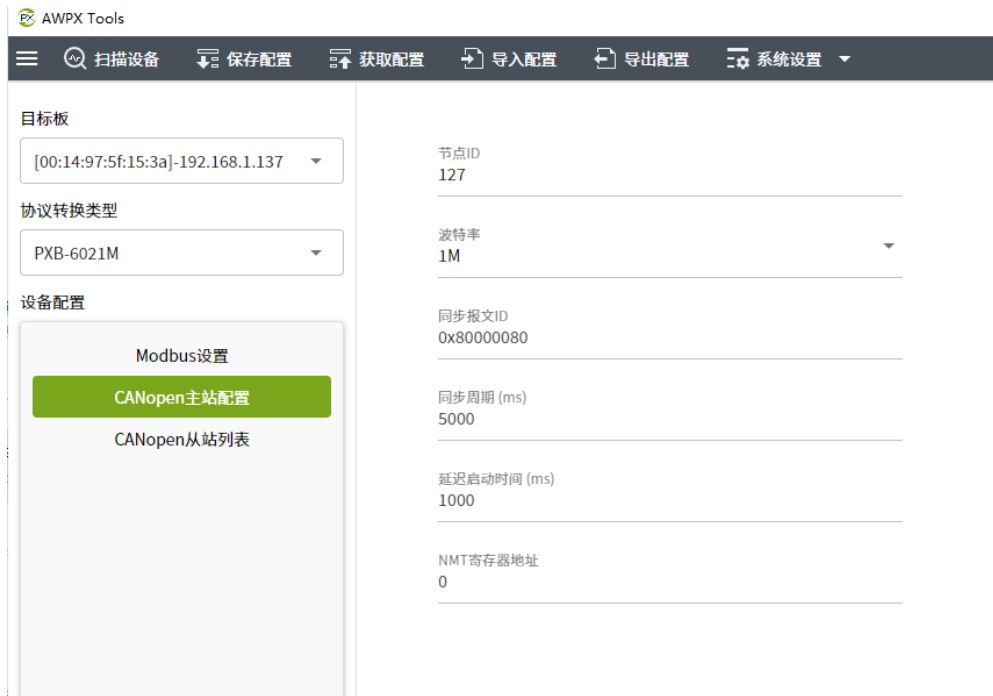 PX AWPX Tools
扫描设备 保存配置 获取配置 导入配置 导出配置 系统设置
目标板
[00:14:97:5f:15:3a]-192.168.1.137
协议转换类型
PXB-6021M
设备配置
Modbus设置
CANopen主站配置
CANopen从站列表
节点ID
127
波特率
1M
同步报文ID
0x80000080
同步周期 (ms)
5000
延迟启动时间 (ms)
1000
NMT寄存器地址
0